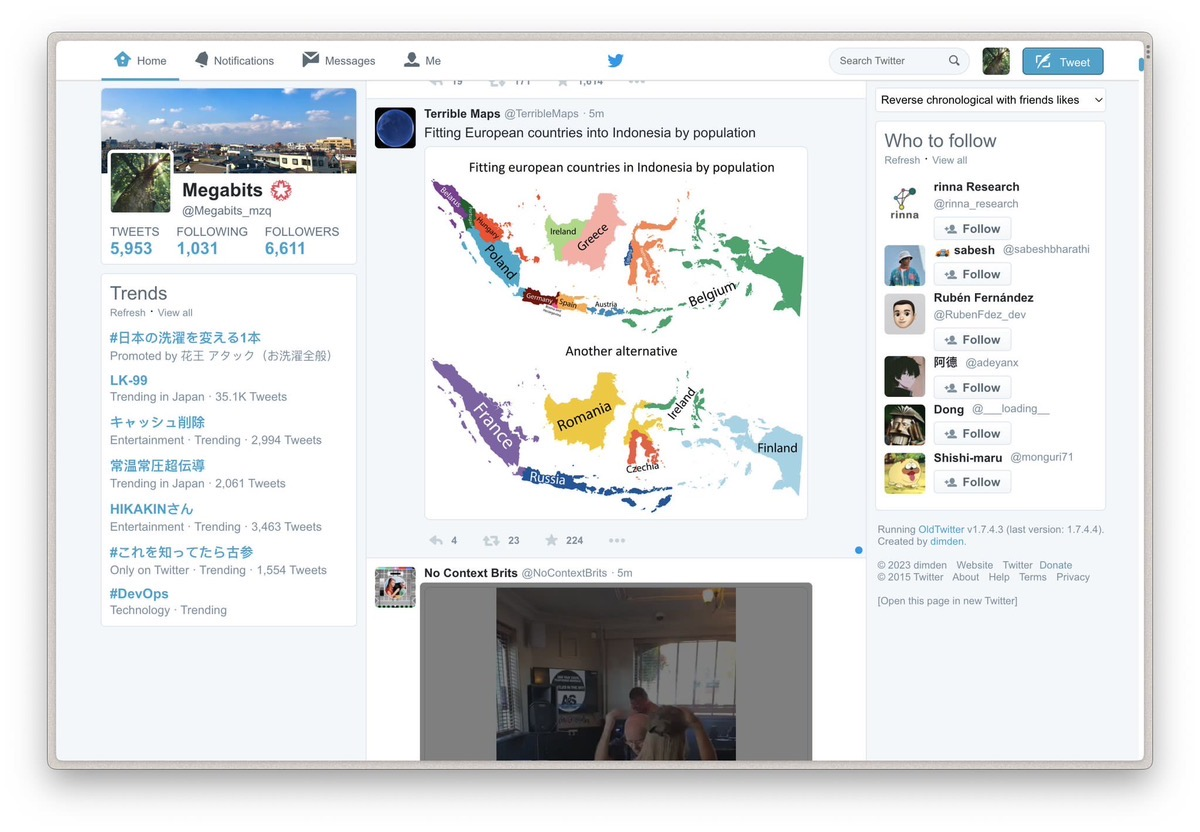 Home
Notifications
Messages
Me
Search Twitter
Tweet
Megabits
@Megabits_mzq
TWEETS FOLLOWING FOLLOWERS
5,953 1,031 6,611
Trends
Refresh · View all
#日本の洗濯を変える1本
Promoted by 花王 アタック（お洗濯全般）
LK-99
Trending in Japan · 35.1K Tweets
キャッシュ削除
Entertainment · Trending · 2,994 Tweets
常温常圧超伝導
Trending in Japan · 2,061 Tweets
HIKAKINさん
Entertainment · Trending · 3,463 Tweets
#これを知ってたら古参
Only on Twitter · Trending · 1,554 Tweets
#DevOps
Technology · Trending
19 171 1,614
Terrible Maps @TerribleMaps · 5m
Fitting European countries into Indonesia by population
Fitting european countries in Indonesia by population
Belarus
Hungary
Poland
Ireland
Greece
Germany
Spain
Austria
Belgium
Another alternative
France
Romania
Ireland
Czechia
Finland
Russia
4 23 224
No Context Brits @NoContextBrits · 5m
Reverse chronological with friends likes
Who to follow
Refresh · View all
rinna
rinna Research
@rinna_research
Follow
sabesh @sabeshbharathi
Follow
Rubén Fernández
@RubenFdez_dev
Follow
阿德 @adeyanx
Follow
Dong @___loading__
Follow
Shishi-maru @monguri71
Follow
Running OldTwitter v1.7.4.3 (last version: 1.7.4.4).
Created by dimden.
© 2023 dimden Website Twitter Donate
© 2015 Twitter About Help Terms Privacy
[Open this page in new Twitter]